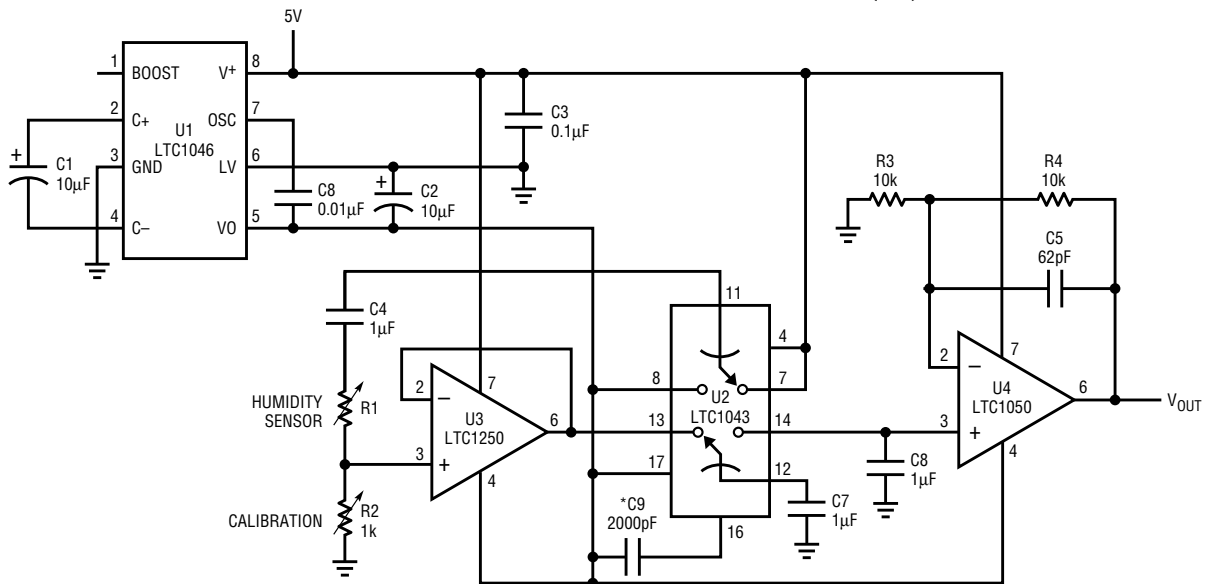 5V
1
BOOST
V+
8
2
C+
OSC
7
U1
LTC1046
3
GND
LV
6
4
C–
VO
5
+
C1
10µF
C8
0.01µF
+
C2
10µF
C3
0.1µF
R3
10k
R4
10k
C5
62pF
C4
1µF
HUMIDITY
SENSOR
R1
CALIBRATION
R2
1k
2
–
3
+
7
U3
LTC1250
6
4
11
4
8
7
U2
LTC1043
13
14
17
12
16
*C9
2000pF
C7
1µF
C8
1µF
2
–
3
+
7
U4
LTC1050
6
4
VOUT